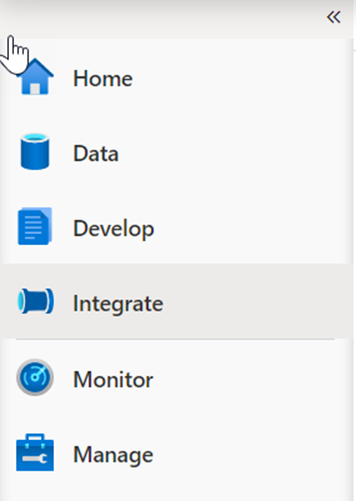 Home
Data
Develop
Integrate
Monitor
Manage